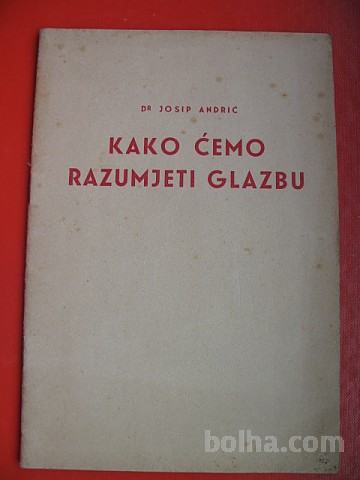 Dr JOSIP ANDRIĆ
KAKO ĆEMO
RAZUMJETI GLAZBU
bolha.com